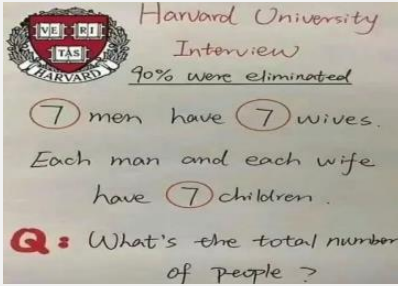 Harvard University
VE RI
TAS
HARVARD
Interview
90% were eliminated
7 men have 7 wives.
Each man and each wife
have 7 children.
Q: What's the total number
of people?